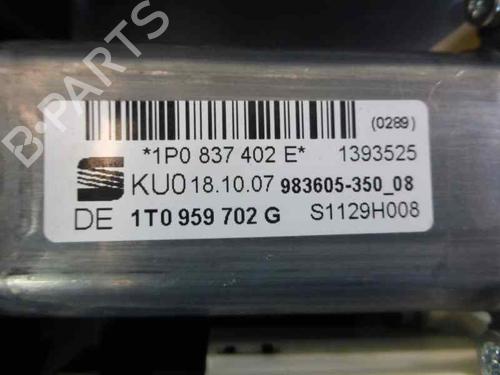 (0289)
*1P0 837 402 E* 1393525
KU0 18.10.07 983605-350_08
DE 1T0 959 702 G S1129H008
B-PARTS